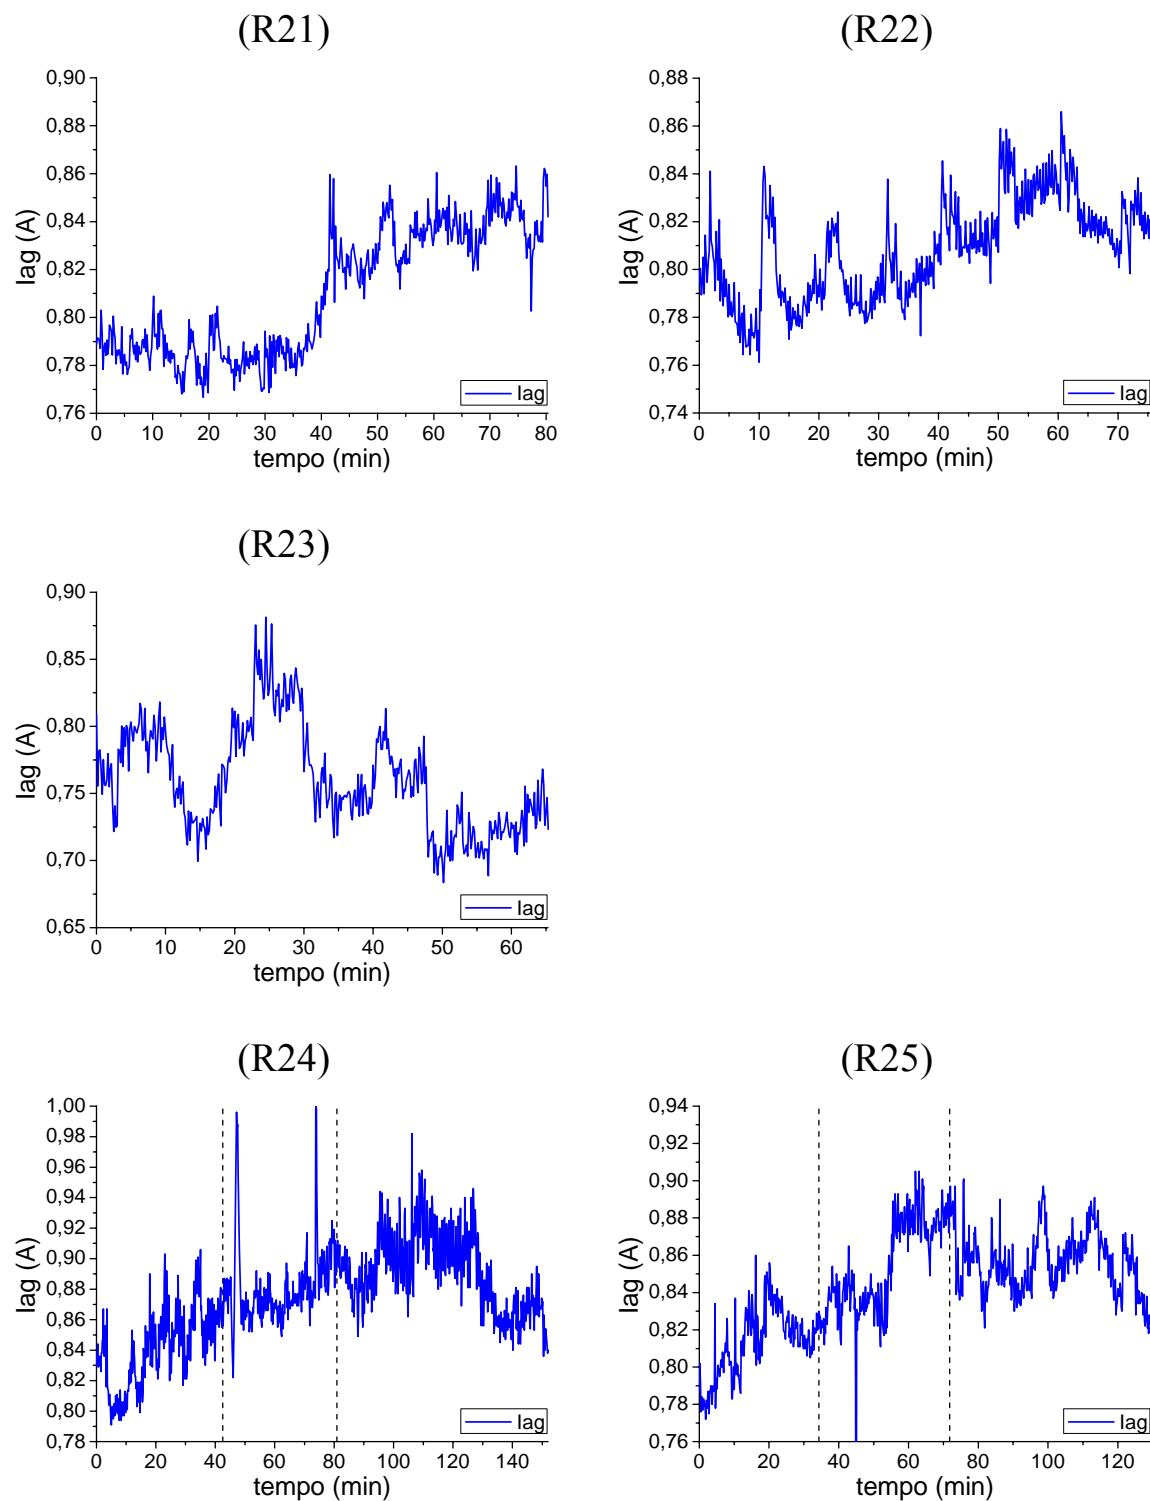 (R21)
0,90
0,88
0,86
0,84
0,82
0,80
0,78
0,76
Iag (A)
Iag
0 10 20 30 40 50 60 70 80
tempo (min)
(R22)
0,88
0,86
0,84
0,82
0,80
0,78
0,76
0,74
Iag (A)
Iag
0 10 20 30 40 50 60 70
tempo (min)
(R23)
0,90
0,85
0,80
0,75
0,70
0,65
Iag (A)
Iag
0 10 20 30 40 50 60
tempo (min)
(R24)
1,00
0,98
0,96
0,94
0,92
0,90
0,88
0,86
0,84
0,82
0,80
0,78
Iag (A)
Iag
0 20 40 60 80 100 120 140
tempo (min)
(R25)
0,94
0,92
0,90
0,88
0,86
0,84
0,82
0,80
0,78
0,76
Iag (A)
Iag
0 20 40 60 80 100 120
tempo (min)